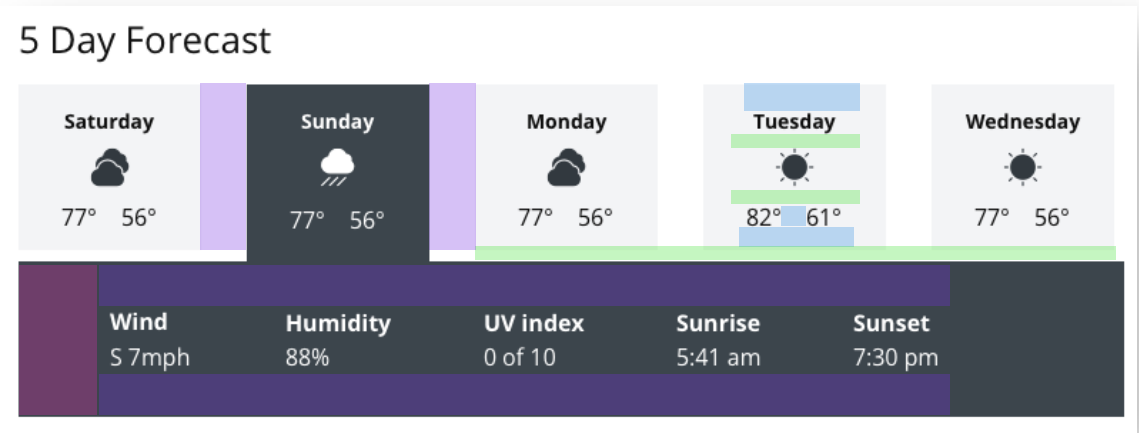 5 Day Forecast
Saturday Sunday Monday Tuesday Wednesday
77° 56° 77° 56° 77° 56° 82° 61° 77° 56°
Wind Humidity UV index Sunrise Sunset
S 7mph 88% 0 of 10 5:41 am 7:30 pm